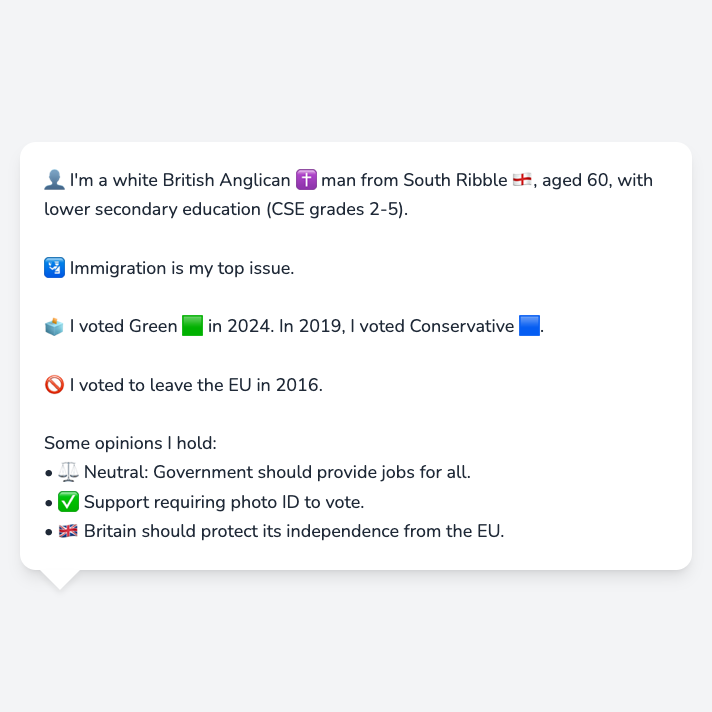 👤 I'm a white British Anglican ✝️ man from South Ribble 🏴󠁧󠁢󠁥󠁮󠁧󠁿, aged 60, with
lower secondary education (CSE grades 2-5).
🛂 Immigration is my top issue.
🗳️ I voted Green 🟩 in 2024. In 2019, I voted Conservative 🟦.
🚫 I voted to leave the EU in 2016.
Some opinions I hold:
• ⚖️ Neutral: Government should provide jobs for all.
• ✅ Support requiring photo ID to vote.
• 🇬🇧 Britain should protect its independence from the EU.